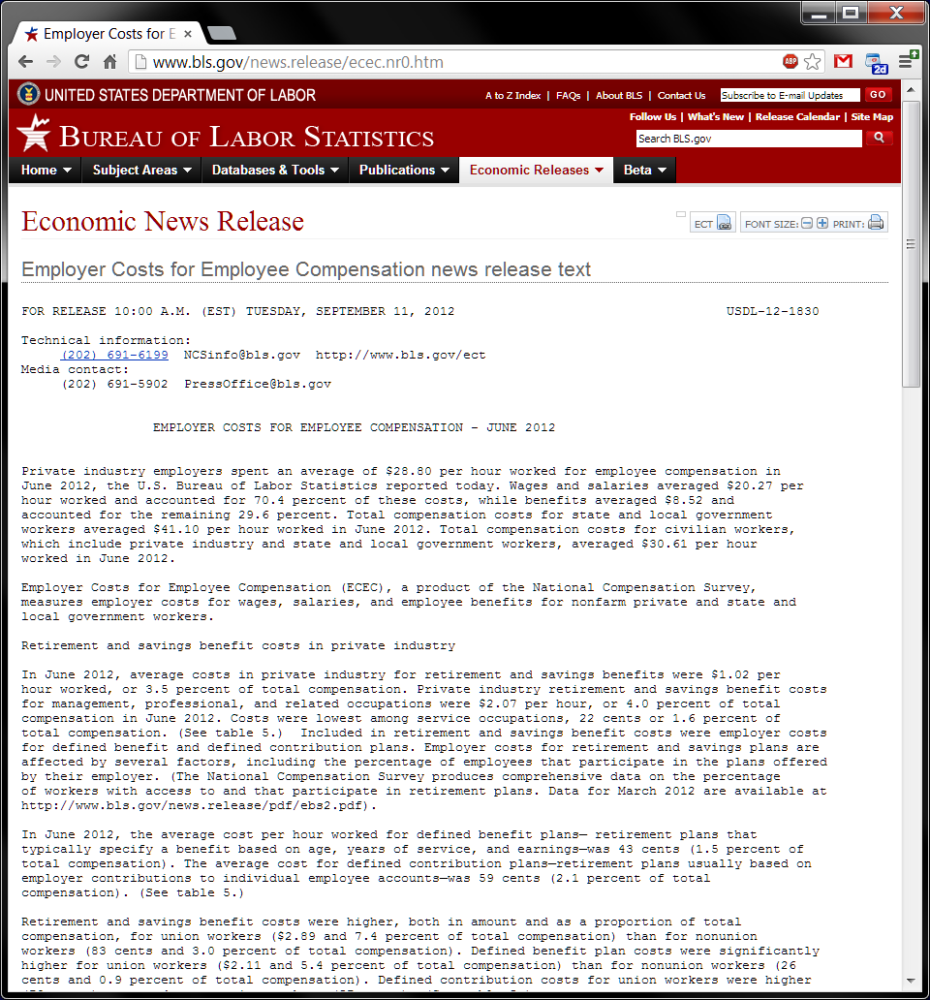 Employer Costs for E
www.bls.gov/news.release/ecec.nr0.htm
ABP
2d
UNITED STATES DEPARTMENT OF LABOR
A to Z Index | FAQs | About BLS | Contact Us
Subscribe to E-mail Updates GO
Follow Us | What's New | Release Calendar | Site Map
BUREAU OF LABOR STATISTICS
Search BLS.gov
Home Subject Areas Databases & Tools Publications Economic Releases Beta
Economic News Release
ECT FONT SIZE: PRINT:
Employer Costs for Employee Compensation news release text
FOR RELEASE 10:00 A.M. (EST) TUESDAY, SEPTEMBER 11, 2012 USDL-12-1830
Technical information:
(202) 691-6199 NCSinfo@bls.gov http://www.bls.gov/ect
Media contact:
(202) 691-5902 PressOffice@bls.gov
EMPLOYER COSTS FOR EMPLOYEE COMPENSATION – JUNE 2012
Private industry employers spent an average of $28.80 per hour worked for employee compensation in
June 2012, the U.S. Bureau of Labor Statistics reported today. Wages and salaries averaged $20.27 per
hour worked and accounted for 70.4 percent of these costs, while benefits averaged $8.52 and
accounted for the remaining 29.6 percent. Total compensation costs for state and local government
workers averaged $41.10 per hour worked in June 2012. Total compensation costs for civilian workers,
which include private industry and state and local government workers, averaged $30.61 per hour
worked in June 2012.
Employer Costs for Employee Compensation (ECEC), a product of the National Compensation Survey,
measures employer costs for wages, salaries, and employee benefits for nonfarm private and state and
local government workers.
Retirement and savings benefit costs in private industry
In June 2012, average costs in private industry for retirement and savings benefits were $1.02 per
hour worked, or 3.5 percent of total compensation. Private industry retirement and savings benefit costs
for management, professional, and related occupations were $2.07 per hour, or 4.0 percent of total
compensation in June 2012. Costs were lowest among service occupations, 22 cents or 1.6 percent of
total compensation. (See table 5.) Included in retirement and savings benefit costs were employer costs
for defined benefit and defined contribution plans. Employer costs for retirement and savings plans are
affected by several factors, including the percentage of employees that participate in the plans offered
by their employer. (The National Compensation Survey produces comprehensive data on the percentage
of workers with access to and that participate in retirement plans. Data for March 2012 are available at
http://www.bls.gov/news.release/pdf/ebs2.pdf).
In June 2012, the average cost per hour worked for defined benefit plans— retirement plans that
typically specify a benefit based on age, years of service, and earnings—was 43 cents (1.5 percent of
total compensation). The average cost for defined contribution plans—retirement plans usually based on
employer contributions to individual employee accounts—was 59 cents (2.1 percent of total
compensation). (See table 5.)
Retirement and savings benefit costs were higher, both in amount and as a proportion of total
compensation, for union workers ($2.89 and 7.4 percent of total compensation) than for nonunion
workers (83 cents and 3.0 percent of total compensation). Defined benefit plan costs were significantly
higher for union workers ($2.11 and 5.4 percent of total compensation) than for nonunion workers (26
cents and 0.9 percent of total compensation). Defined contribution costs for union workers were higher